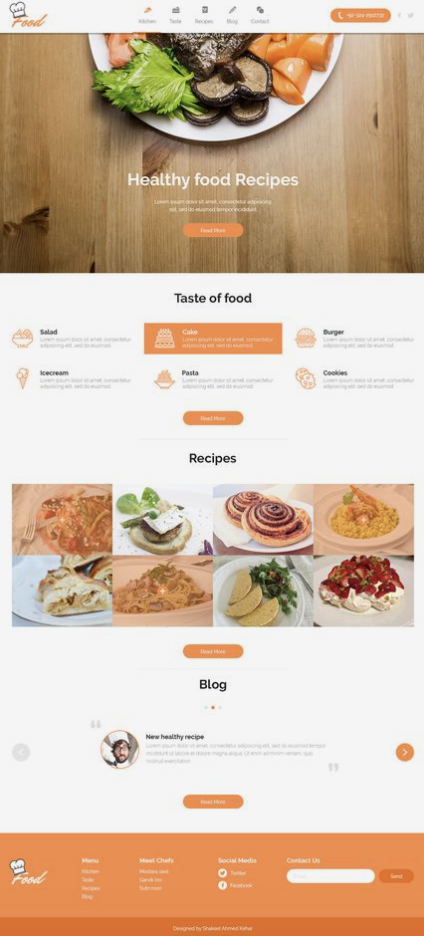 Food
Kitchen
Taste
Recipes
Blog
Contact
Healthy food Recipes
Lorem ipsum dolor sit amet, consectetur adipiscing
elit, sed do eiusmod tempor incididunt
Read More
Taste of food
Salad
Lorem ipsum dolor sit amet, consectetur
adipiscing elit, sed do eiusmod
Cake
Lorem ipsum dolor sit amet, consectetur
adipiscing elit, sed do eiusmod
Burger
Lorem ipsum dolor sit amet, consectetur
adipiscing elit, sed do eiusmod
Icecream
Lorem ipsum dolor sit amet, consectetur
adipiscing elit, sed do eiusmod
Pasta
Lorem ipsum dolor sit amet, consectetur
adipiscing elit, sed do eiusmod
Cookies
Lorem ipsum dolor sit amet, consectetur
adipiscing elit, sed do eiusmod
Read More
Recipes
Read More
Blog
New healthy recipe
Lorem ipsum dolor sit amet, consectetur adipiscing elit, sed do eiusmod tempor
incididunt ut labore et dolore magna aliqua. Ut enim ad minim veniam, quis
nostrud exercitation
Read More
Food
Menu
Kitchen
Taste
Recipes
Blog
Meet Chefs
Social Media
Twitter
Facebook
Contact Us
Send
Designed by Shakeel Ahmed